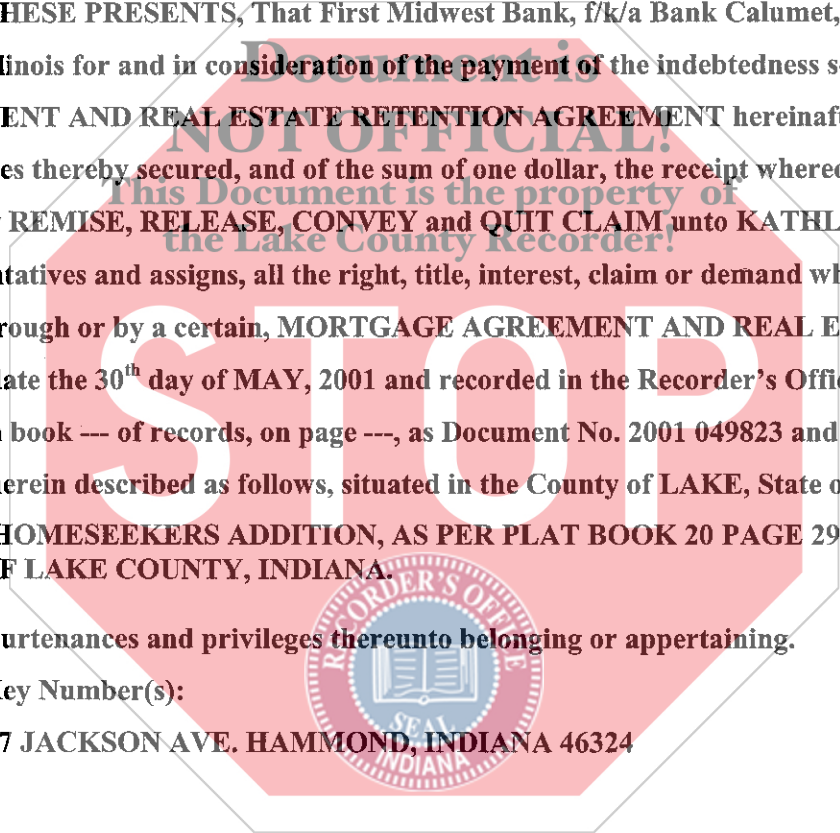 HESE PRESENTS, That First Midwest Bank, f/k/a Bank Calumet,
Document is
linois for and in consideration of the payment of the indebtedness s
ENT AND REAL ESTATE RETENTION AGREEMENT hereinaft
NOT OFFICIAL!
es thereby secured, and of the sum of one dollar, the receipt whereo
This Document is the property of
REMISE, RELEASE, CONVEY and QUIT CLAIM unto KATHL
the Lake County Recorder!
tatives and assigns, all the right, title, interest, claim or demand wh
rough or by a certain, MORTGAGE AGREEMENT AND REAL E
late the 30th day of MAY, 2001 and recorded in the Recorder's Offic
STOP
book --- of records, on page ---, as Document No. 2001 049823 and
erein described as follows, situated in the County of LAKE, State o
HOMESEEKERS ADDITION, AS PER PLAT BOOK 20 PAGE 29
F LAKE COUNTY, INDIANA.
RECORDER'S OFFICE
urtenances and privileges thereunto belonging or appertaining.
Key Number(s):
SEAL
7 JACKSON AVE. HAMMOND, INDIANA 46324
INDIANA